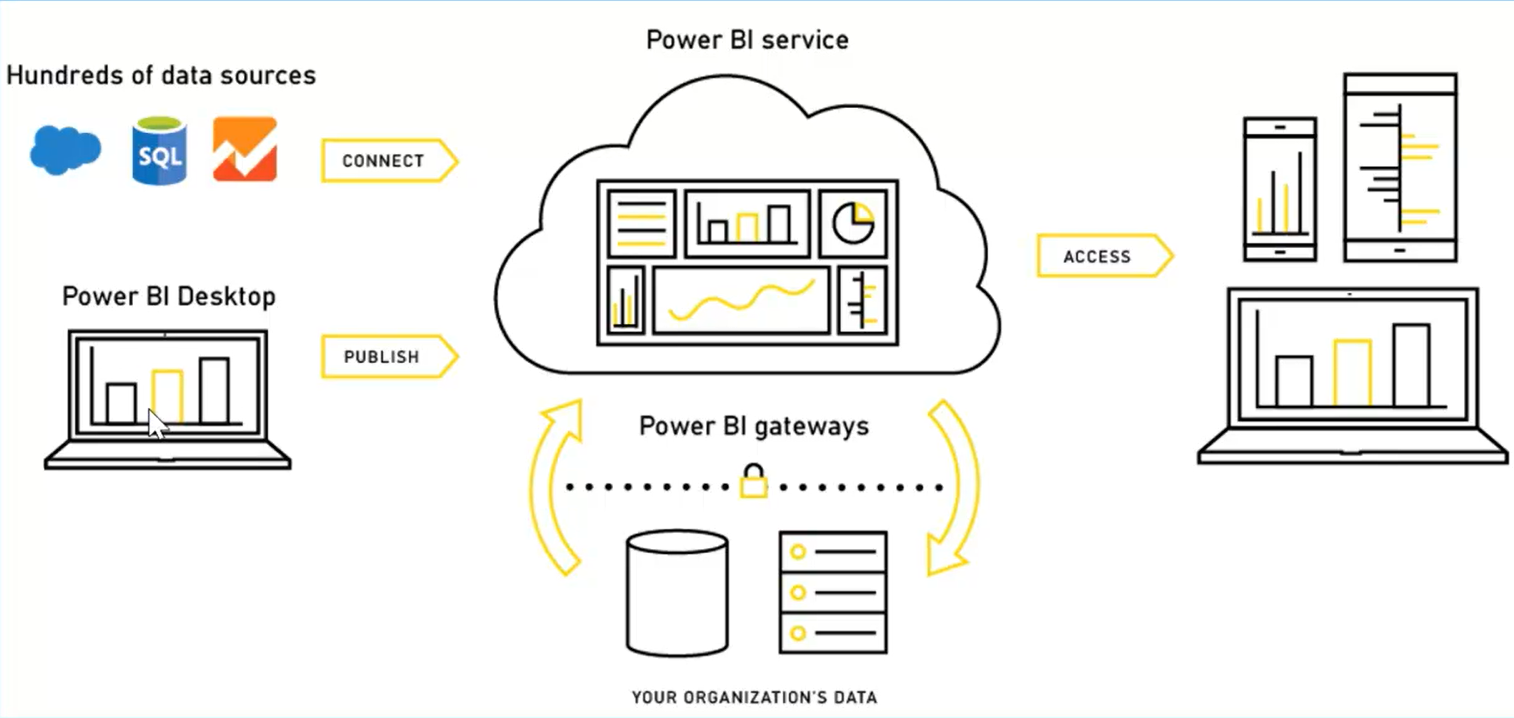 Power BI service
Hundreds of data sources
SQL
CONNECT
ACCESS
Power BI Desktop
PUBLISH
Power BI gateways
YOUR ORGANIZATION'S DATA